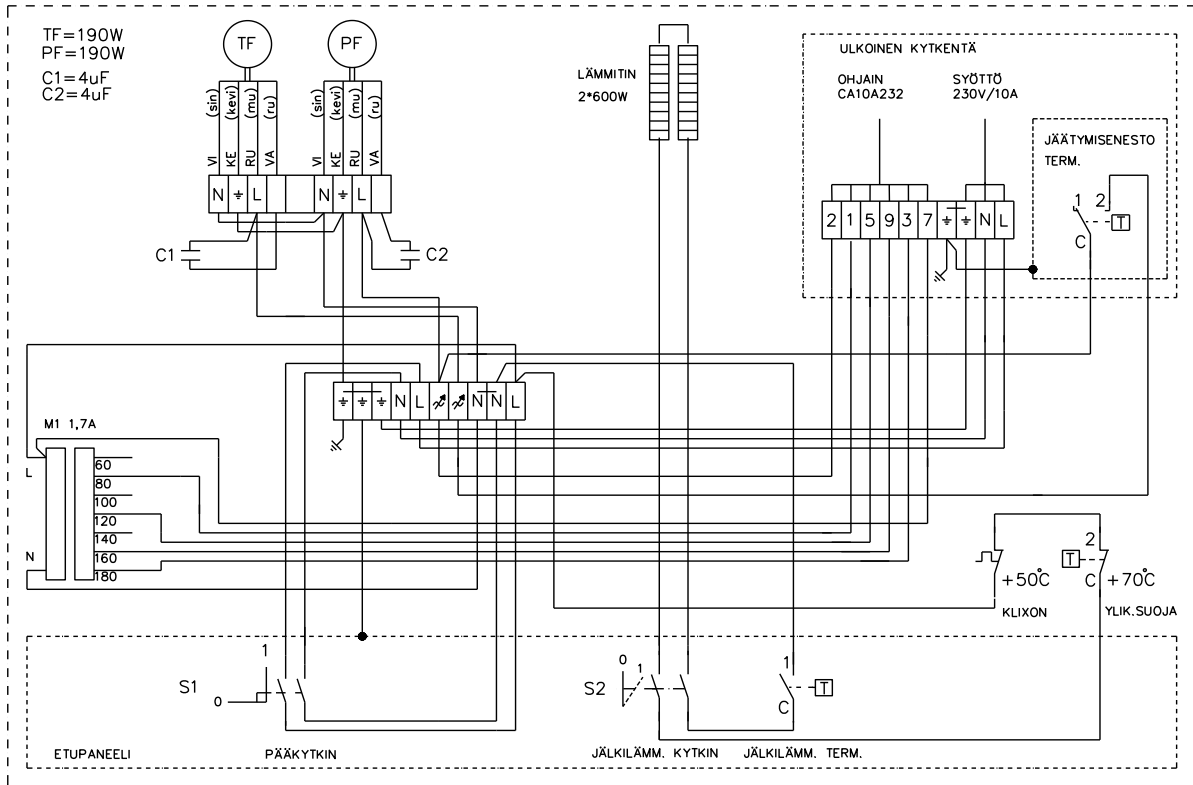 TF=190W
PF=190W
C1=4uF
C2=4uF
TF
PF
(sin)
(kevi)
(mu)
(ru)
(sin)
(kevi)
(mu)
(ru)
VI
KE
RU
VA
VI
KE
RU
VA
N
L
N
L
C1
C2
LÄMMITIN
2*600W
ULKOINEN KYTKENTÄ
OHJAIN
CA10A232
SYÖTTÖ
230V/10A
JÄÄTYMISENESTO
TERM.
1 2
T
C
2 1 5 9 3 7 N L
N L N N L
M1 1,7A
L
N
60
80
100
120
140
160
180
+50°C
KLIXON
2
T
C
+70°C
YLIK.SUOJA
S1
1
0
S2
0
1
1
T
C
ETUPANEELI
PÄÄKYTKIN
JÄLKILÄMM. KYTKIN
JÄLKILÄMM. TERM.